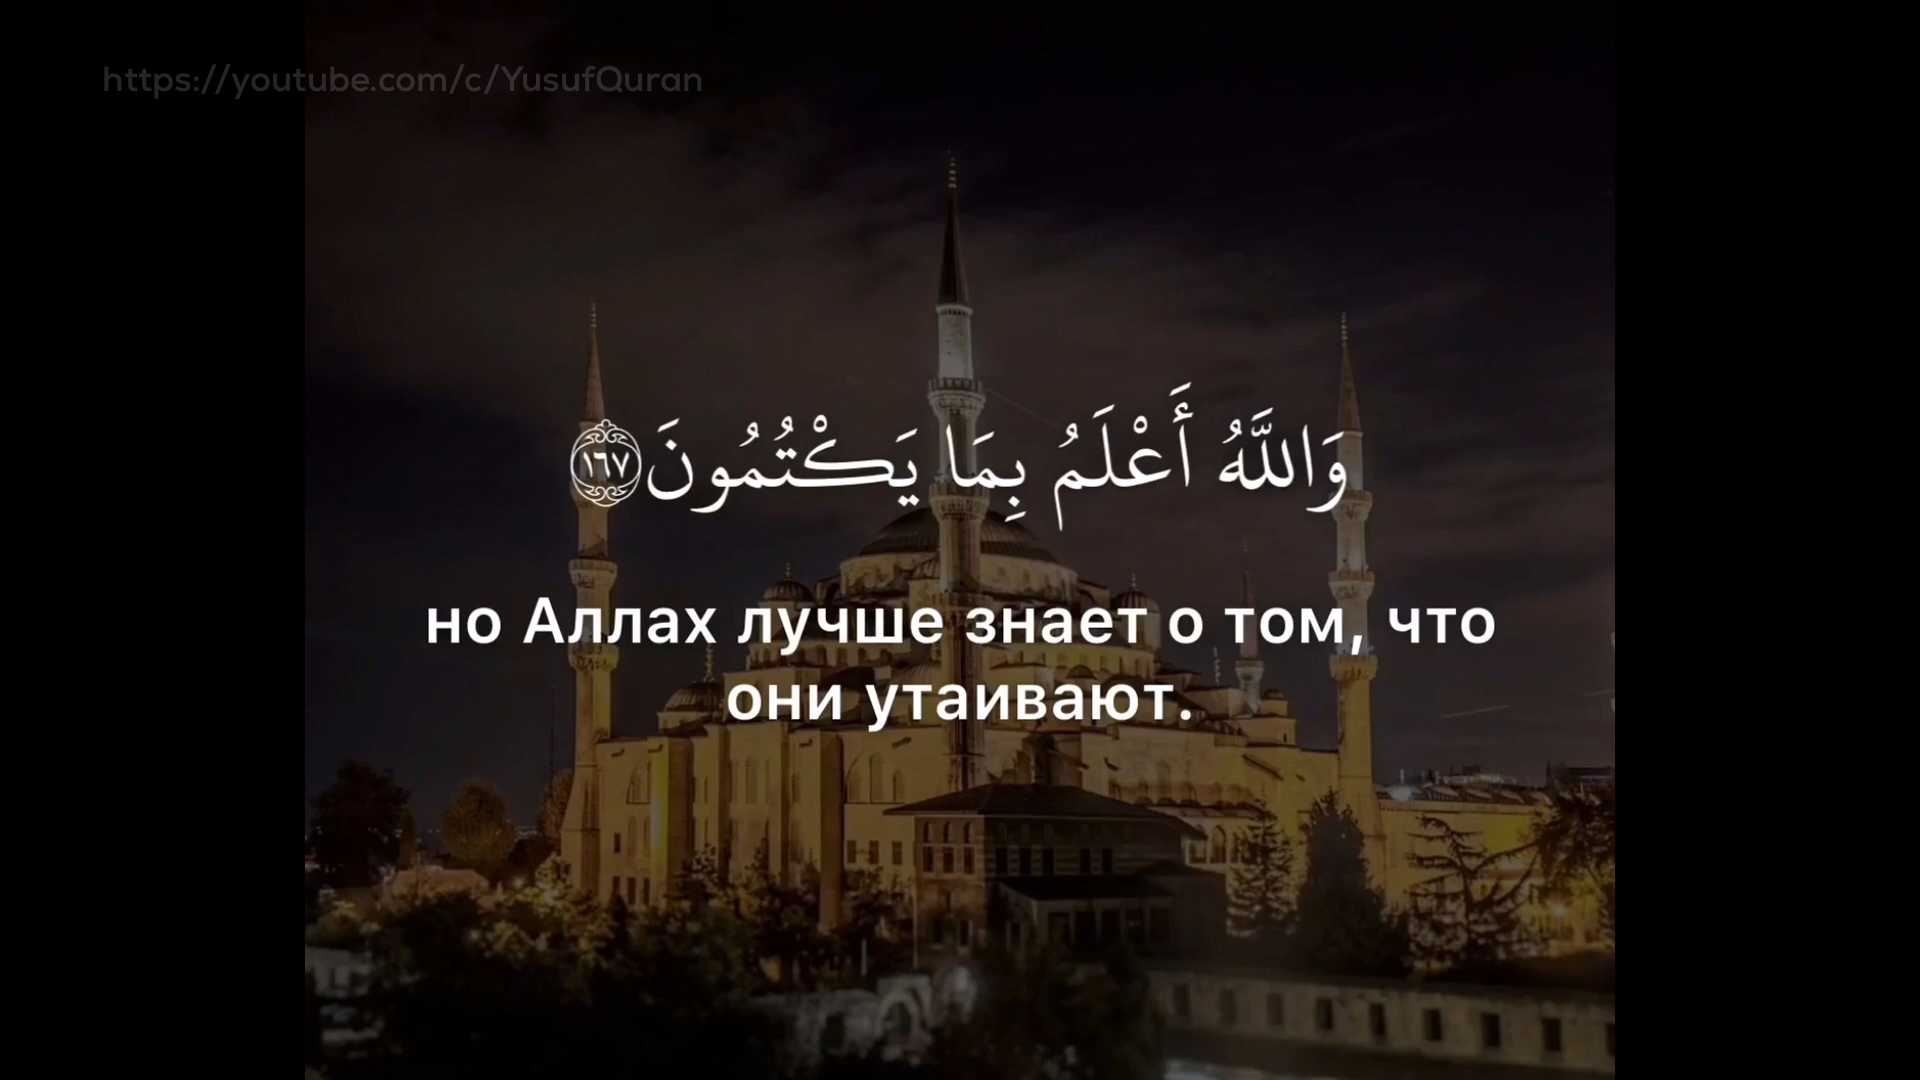 https://youtube.com/c/YusufQuran
وَاللَّهُ أَعْلَمُ بِمَا يَكْتُمُونَ ١٦٧
но Аллах лучше знает о том, что
они утаивают.